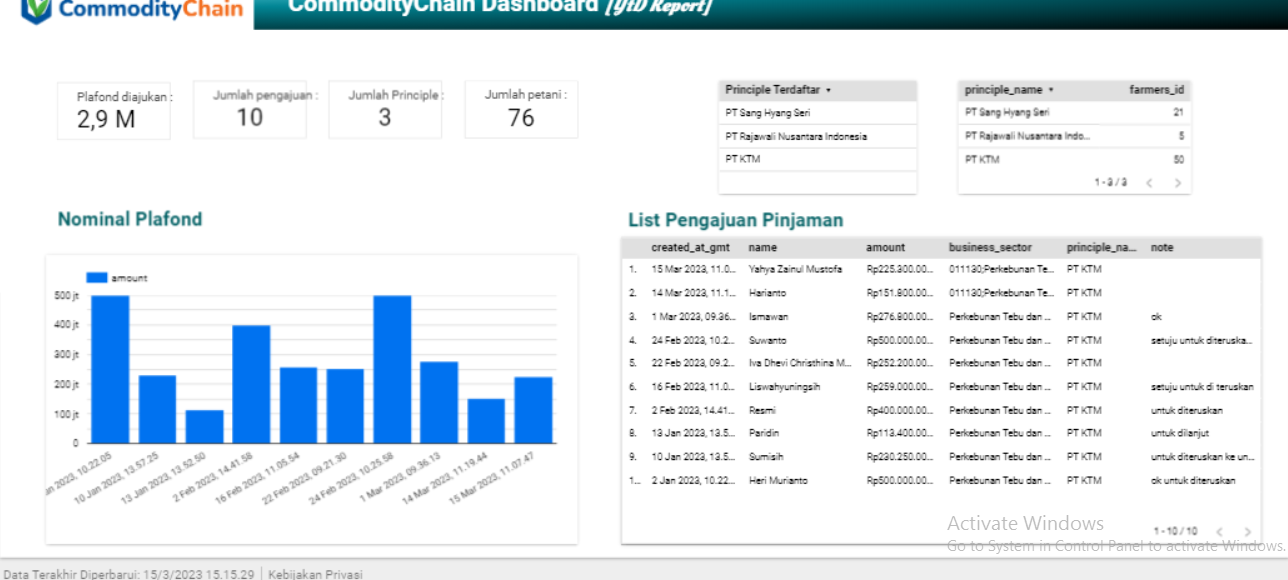 CommodityChain
CommodityChain Dashboard [YtD Report]
Plafond diajukan :
2,9 M
Jumlah pengajuan :
10
Jumlah Principle :
3
Jumlah petani :
76
Principle Terdaftar
PT Sang Hyang Seri
PT Rajawali Nusantara Indonesia
PT KTM
principle_name farmers_id
PT Sang Hyang Seri 21
PT Rajawali Nusantara Indo... 5
PT KTM 50
1 - 3 / 3 < >
Nominal Plafond
amount
500 jt
400 jt
300 jt
200 jt
100 jt
0
n 2023, 10.22.05
10 Jan 2023, 13.57.25
13 Jan 2023, 13.52.50
2 Feb 2023, 14.41.58
16 Feb 2023, 11.05.54
22 Feb 2023, 09.21.30
24 Feb 2023, 10.25.58
1 Mar 2023, 09.36.13
14 Mar 2023, 11.19.44
15 Mar 2023, 11.07.47
List Pengajuan Pinjaman
created_at_gmt name amount business_sector principle_na... note
1. 15 Mar 2023, 11.0... Yahya Zainul Mustofa Rp225.300.00... 011130;Perkebunan Te... PT KTM
2. 14 Mar 2023, 11.1... Harianto Rp151.800.00... 011130;Perkebunan Te... PT KTM
3. 1 Mar 2023, 09.36... Ismawan Rp276.800.00... Perkebunan Tebu dan ... PT KTM ok
4. 24 Feb 2023, 10.2... Suwanto Rp500.000.00... Perkebunan Tebu dan ... PT KTM setuju untuk diteruska...
5. 22 Feb 2023, 09.2... Iva Dhevi Christhina M... Rp252.200.00... Perkebunan Tebu dan ... PT KTM
6. 16 Feb 2023, 11.0... Liswahyuningsih Rp259.000.00... Perkebunan Tebu dan ... PT KTM setuju untuk di teruskan
7. 2 Feb 2023, 14.41... Resmi Rp400.000.00... Perkebunan Tebu dan ... PT KTM untuk diteruskan
8. 13 Jan 2023, 13.5... Paridin Rp113.400.00... Perkebunan Tebu dan ... PT KTM untuk dilanjut
9. 10 Jan 2023, 13.5... Sumisih Rp230.250.00... Perkebunan Tebu dan ... PT KTM untuk diteruskan ke un...
1... 2 Jan 2023, 10.22... Heri Murianto Rp500.000.00... Perkebunan Tebu dan ... PT KTM ok untuk diteruskan
1 - 10 / 10 < >
Activate Windows
Go to System in Control Panel to activate Windows.
Data Terakhir Diperbarui: 15/3/2023 15.15.29 | Kebijakan Privasi